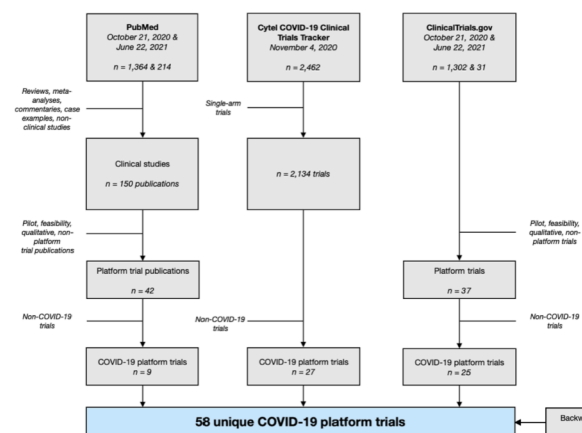 PubMed
October 21, 2020 &
June 22, 2021
n = 1,364 & 214
Cytel COVID-19 Clinical
Trials Tracker
November 4, 2020
n = 2,462
ClinicalTrials.gov
October 21, 2020 &
June 22, 2021
n = 1,302 & 31
Reviews, meta-
analyses,
commentaries, case
examples, non-
clinical studies
Single-arm
trials
Clinical studies
n = 150 publications
n = 2,134 trials
Pilot, feasibility,
qualitative, non-
platform
trial publications
Pilot, feasibility,
qualitative, non-
platform trials
Platform trial publications
n = 42
Platform trials
n = 37
Non-COVID-19
trials
Non-COVID-19
trials
Non-COVID-19
trials
COVID-19 platform trials
n = 9
COVID-19 platform trials
n = 27
COVID-19 platform trials
n = 25
58 unique COVID-19 platform trials
Backw